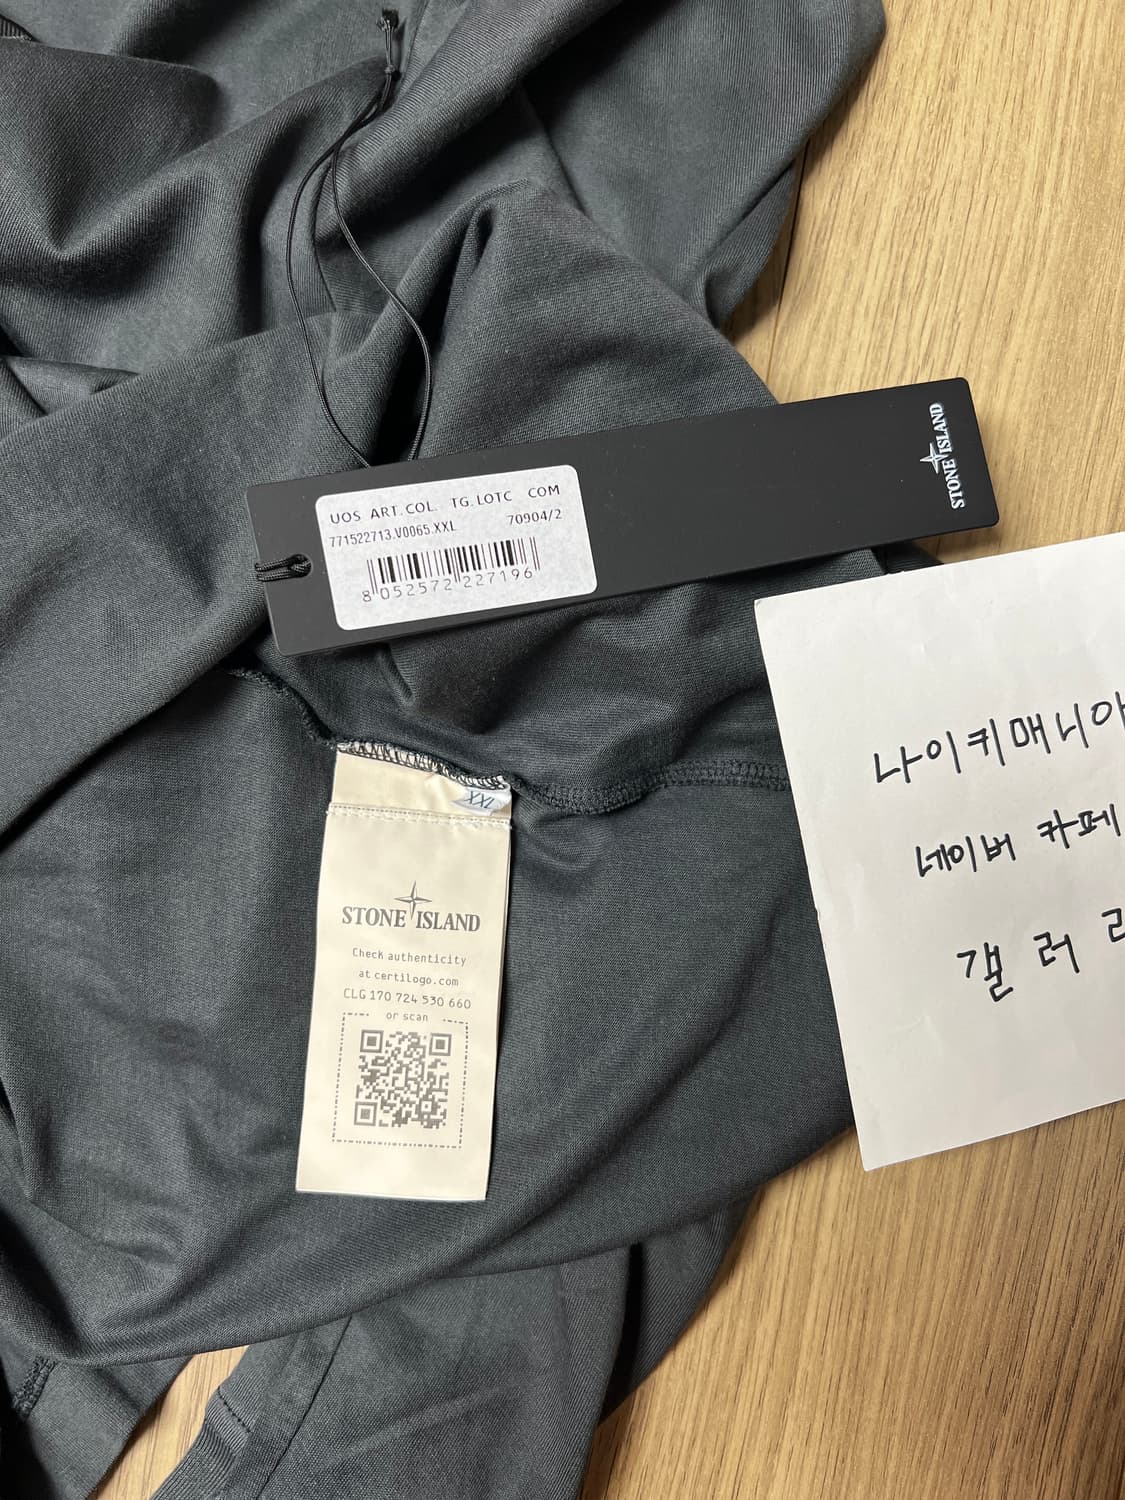 UOS ART.COL. TG.LOTC COM
771522713.V0065.XXL 70904/2
8 052572 227196
STONE ISLAND
XXL
STONE ISLAND
Check authenticity
at certilogo.com
CLG 170 724 530 660
or scan
나이키매니아
네이버 카페
갤러리